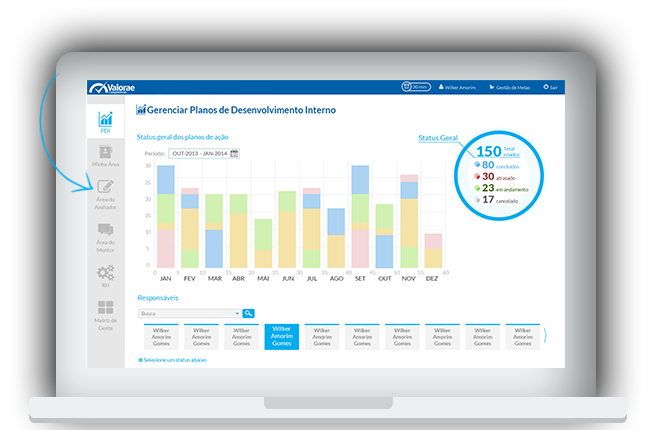 Valorae
20 min.
Wilker Amorim
Gestão de Metas
Sair
PDI
Minha Área
Área do
Avaliador
Área do
Mentor
RH
Matriz de
Gente
Gerenciar Planos de Desenvolvimento Interno
Status geral dos planos de ação
Período: OUT-2013 - JAN-2014
Status Geral
150 Total criados
80 concluídos
30 atrasado
23 em andamento
17 cancelado
30
25
20
15
10
5
0
0 5 10 15 20 25 30 35 40 45 50 55 60
JAN FEV MAR ABR MAI JUN JUL AGO SET OUT NOV DEZ
Responsáveis
Busca
Wilker Wilker Wilker Wilker Wilker Wilker Wilker Wilker Wilker Wilker
Amorim Amorim Amorim Amorim Amorim Amorim Amorim Amorim Amorim Amorim
Gomes Gomes Gomes Gomes Gomes Gomes Gomes Gomes Gomes Gomes
Selecione um status abaixo: